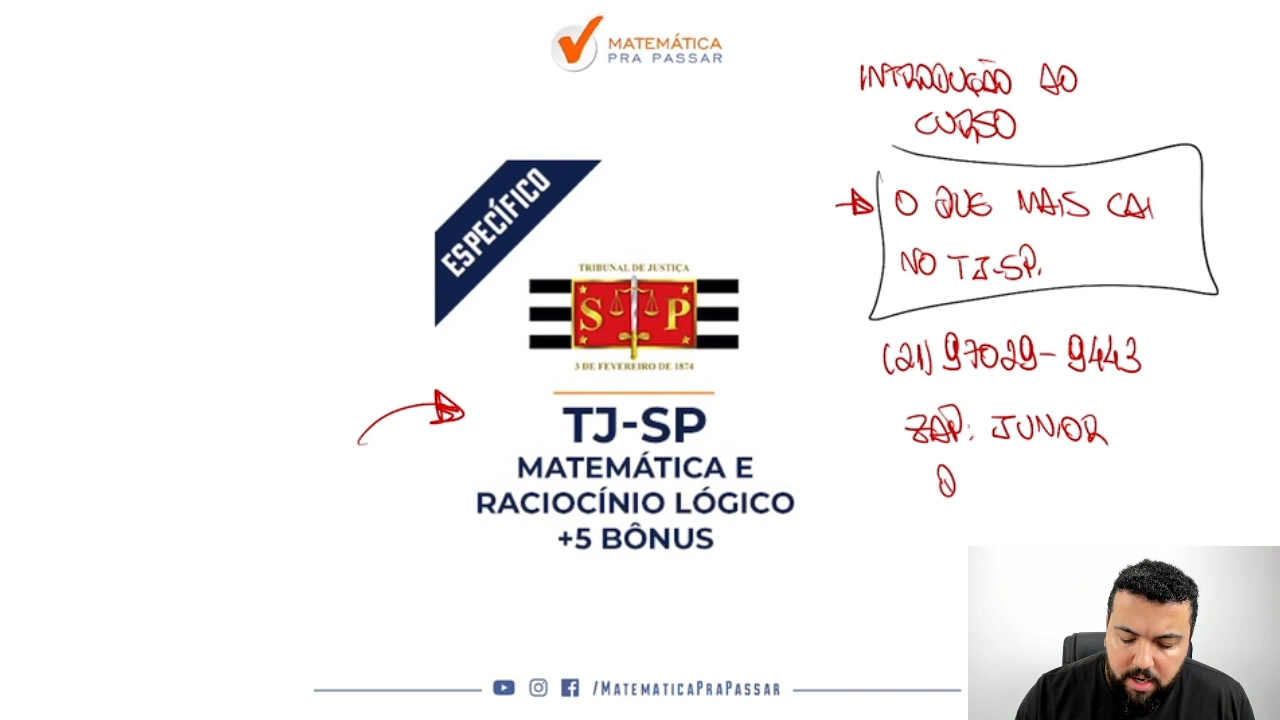 MATEMÁTICA
PRA PASSAR
INTRODUÇÃO AO
CURSO
O QUE MAIS CAI
NO TJ-SP.
(21) 97029-9443
ZAP: JUNIOR
O
ESPECÍFICO
TRIBUNAL DE JUSTIÇA
S P
3 DE FEVEREIRO DE 1874
TJ-SP
MATEMÁTICA E
RACIOCÍNIO LÓGICO
+5 BÔNUS
/MATEMATICAPRAPASSAR